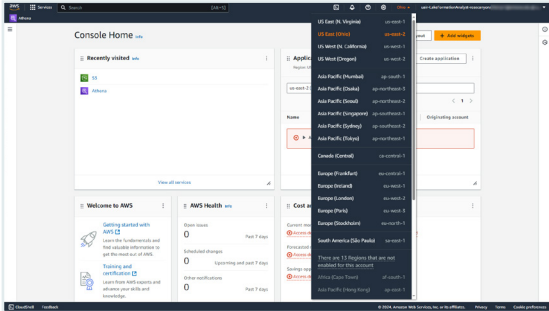 aws
Services
Search
[Alt+S]
Ohio
Athena
Console Home Info
+ Add widgets
Recently visited Info
S3
Athena
View all services
Create application
Name
Originating account
< 1 >
Welcome to AWS
Getting started with AWS
Learn the fundamentals and
find valuable information to
get the most out of AWS.
Training and
certification
Learn from AWS experts and
advance your skills and
knowledge.
AWS Health Info
Open issues
0
Past 7 days
Scheduled changes
0
Upcoming and past 7 days
Other notifications
0
Past 7 days
US East (N. Virginia) us-east-1
US East (Ohio) us-east-2
US West (N. California) us-west-1
US West (Oregon) us-west-2
Asia Pacific (Mumbai) ap-south-1
Asia Pacific (Osaka) ap-northeast-3
Asia Pacific (Seoul) ap-northeast-2
Asia Pacific (Singapore) ap-southeast-1
Asia Pacific (Sydney) ap-southeast-2
Asia Pacific (Tokyo) ap-northeast-1
Canada (Central) ca-central-1
Europe (Frankfurt) eu-central-1
Europe (Ireland) eu-west-1
Europe (London) eu-west-2
Europe (Paris) eu-west-3
Europe (Stockholm) eu-north-1
South America (São Paulo) sa-east-1
There are 13 Regions that are not
enabled for this account
Africa (Cape Town) af-south-1
Asia Pacific (Hong Kong) ap-east-1
CloudShell
Feedback
© 2024, Amazon Web Services, Inc. or its affiliates.
Privacy
Terms
Cookie preferences